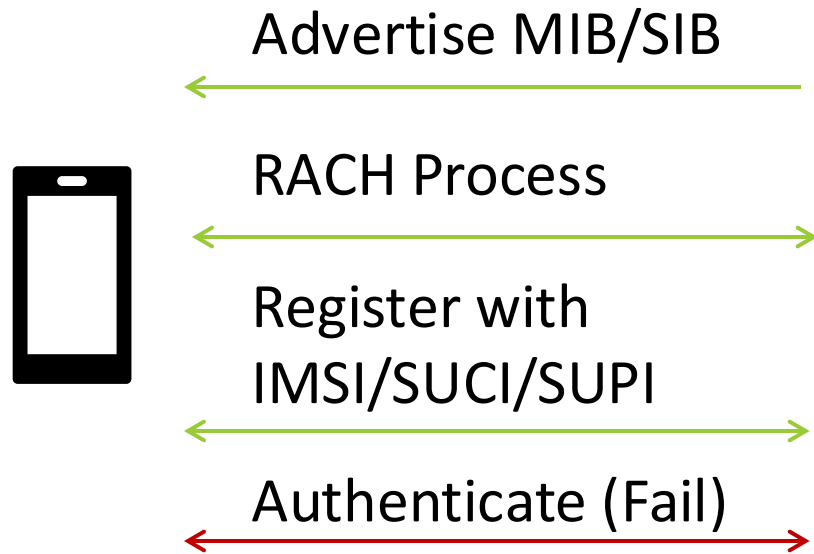 Advertise MIB/SIB
RACH Process
Register with
IMSI/SUCI/SUPI
Authenticate (Fail)